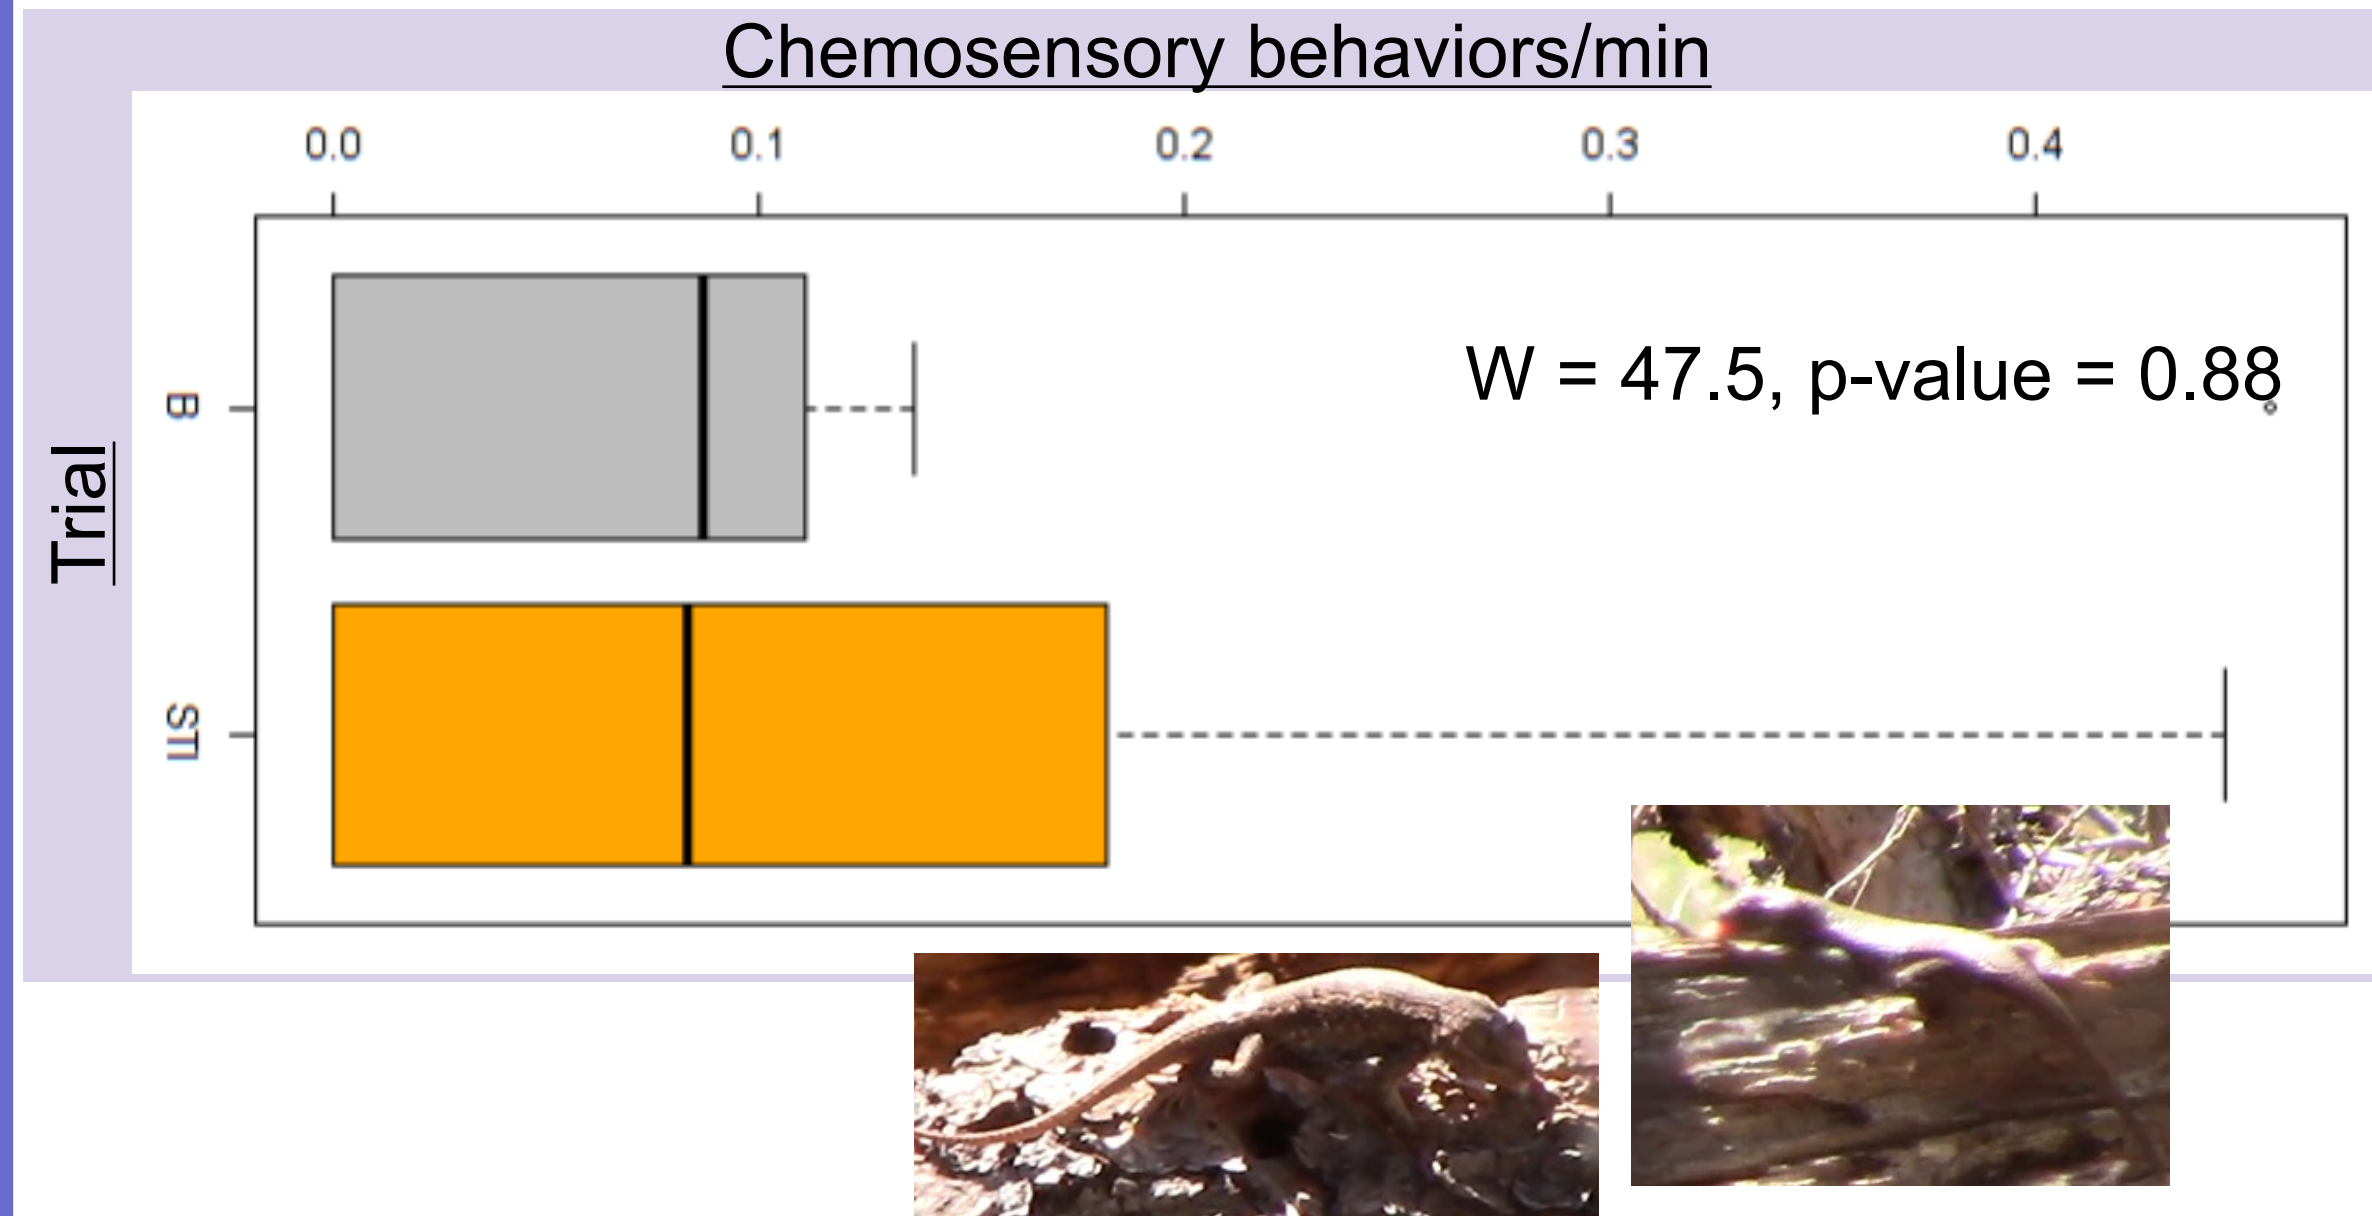 Chemosensory behaviors/min
0.0 0.1 0.2 0.3 0.4
W = 47.5, p-value = 0.88
Trial
B
STI